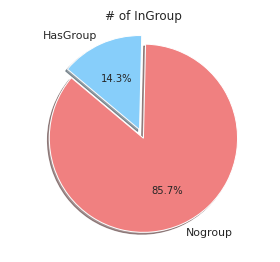 # of InGroup
HasGroup
14.3%
85.7%
Nogroup